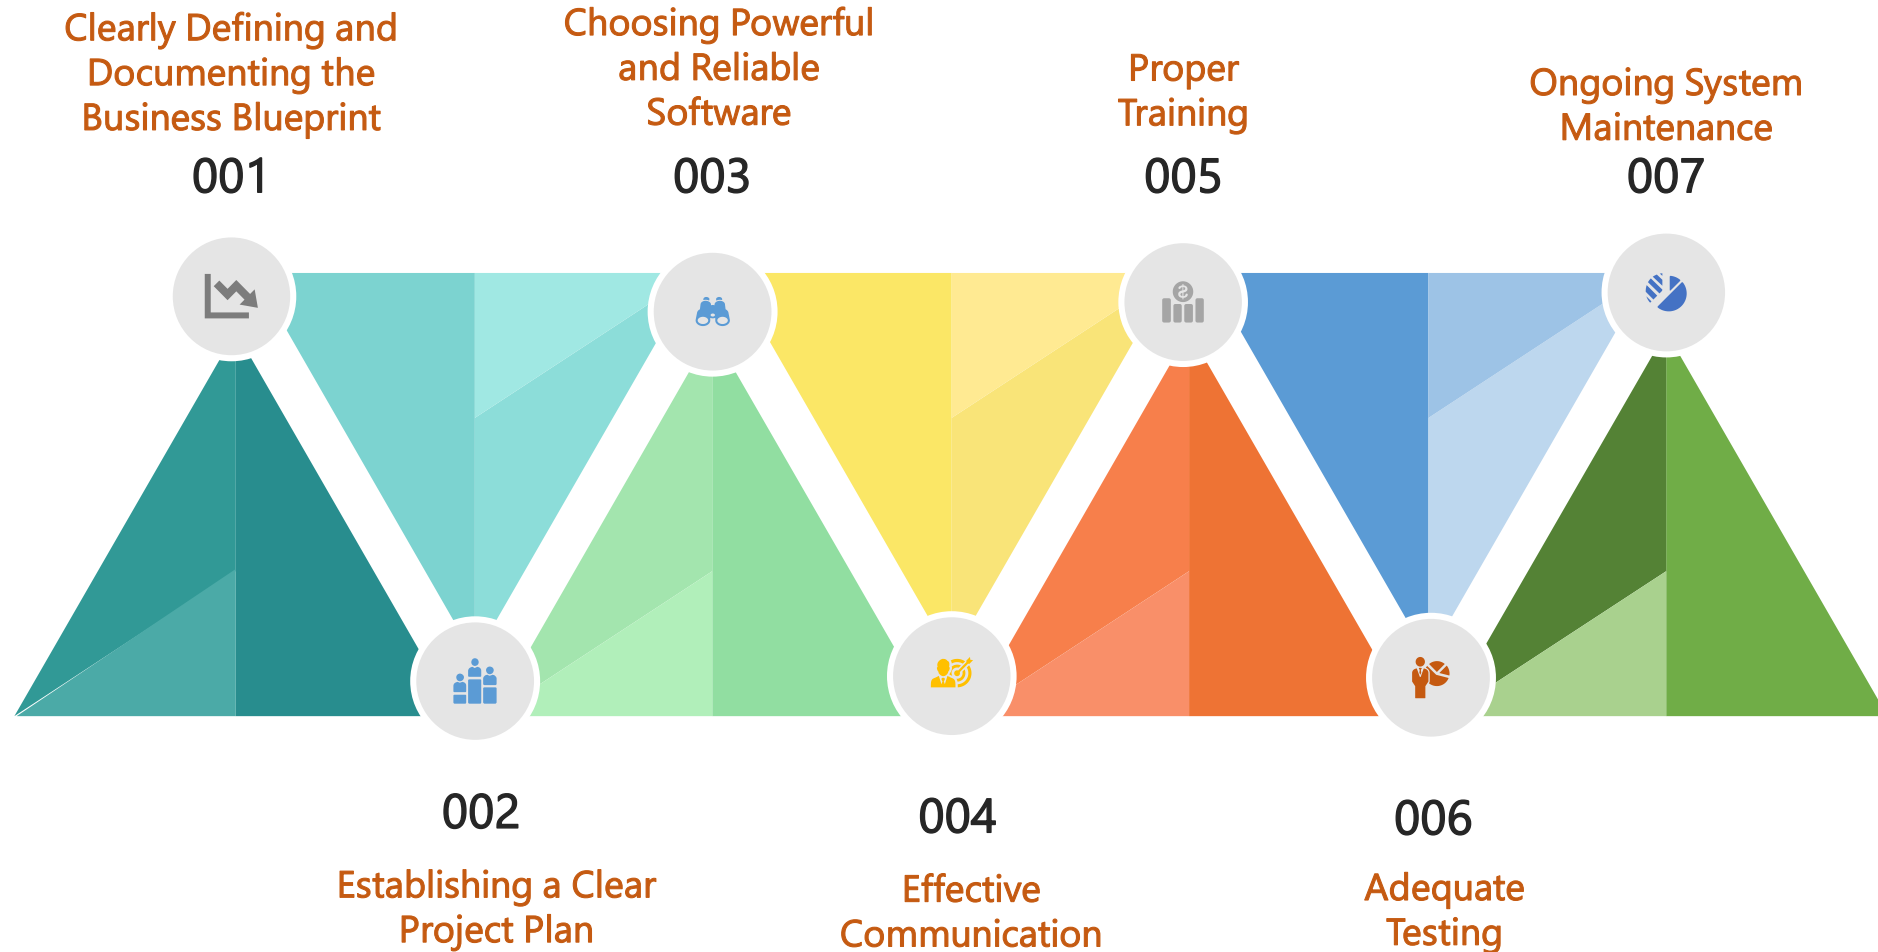 Clearly Defining and
Documenting the
Business Blueprint
001
Establishing a Clear
Project Plan
002
Choosing Powerful
and Reliable
Software
003
Effective
Communication
004
Proper
Training
005
Adequate
Testing
006
Ongoing System
Maintenance
007